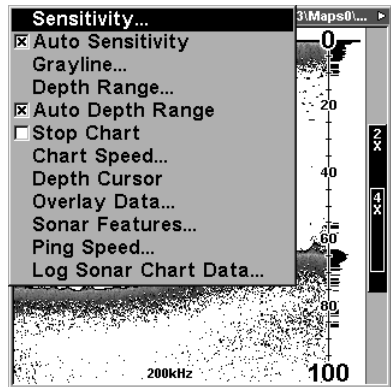 Sensitivity...
3\Maps0\...
Auto Sensitivity
Grayline...
Depth Range...
Auto Depth Range
Stop Chart
Chart Speed...
Depth Cursor
Overlay Data...
Sonar Features...
Ping Speed...
Log Sonar Chart Data...
0
20
40
60
80
100
2X
4X
200kHz